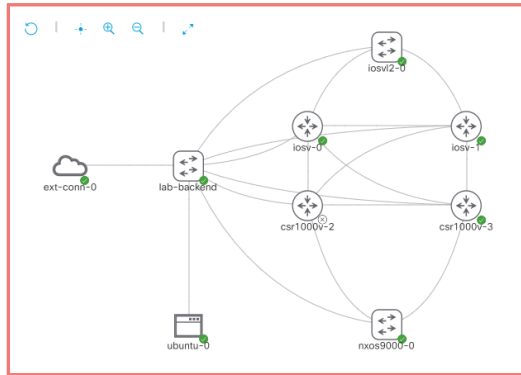 iosvl2-0
iosv-0
iosv-1
ext-conn-0
lab-backend
csr1000v-2
csr1000v-3
ubuntu-0
nxos9000-0